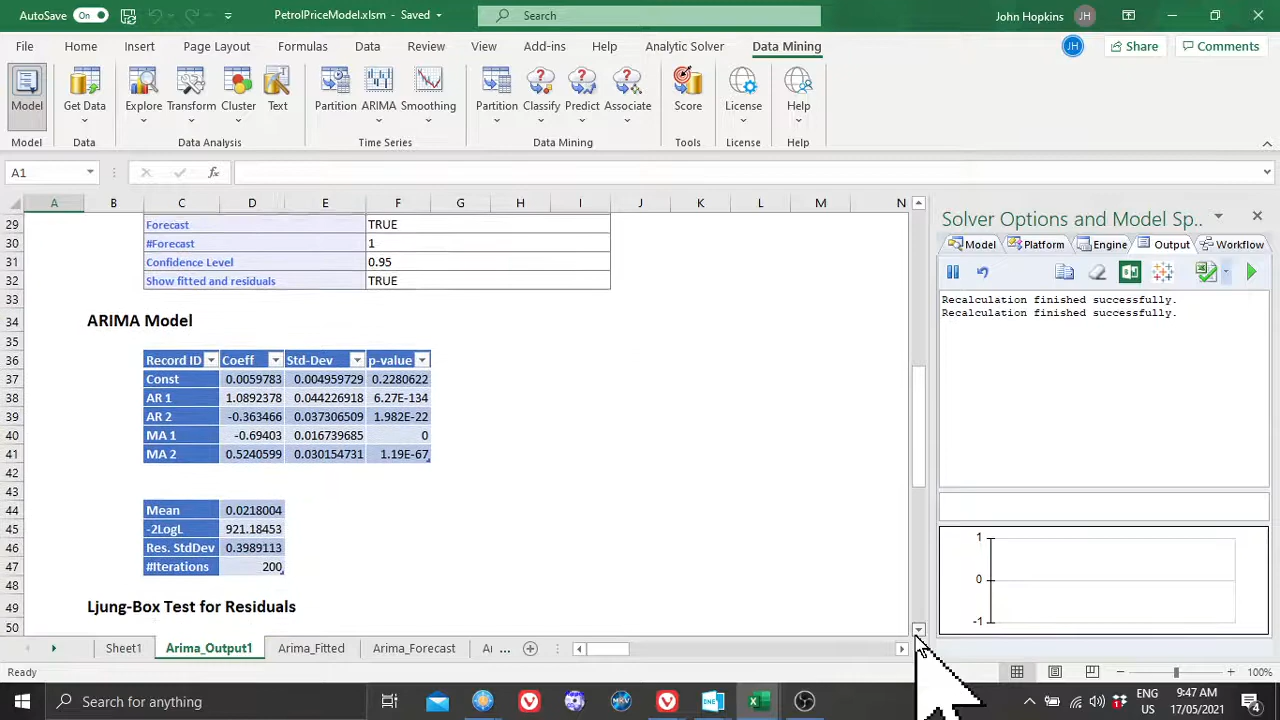 AutoSave On PetrolPriceModel.xlsm - Saved Search John Hopkins JH
File Home Insert Page Layout Formulas Data Review View Add-ins Help Analytic Solver Data Mining JH Share Comments
Model Get Data Explore Transform Cluster Text Partition ARIMA Smoothing Partition Classify Predict Associate Score License Help
Model Data Data Analysis Time Series Data Mining Tools License Help
A1 fx
A B C D E F G H I J K L M N
29 Forecast TRUE
30 #Forecast 1
31 Confidence Level 0.95
32 Show fitted and residuals TRUE
33
34 ARIMA Model
35
36 Record ID Coeff Std-Dev p-value
37 Const 0.0059783 0.004959729 0.2280622
38 AR 1 1.0892378 0.044226918 6.27E-134
39 AR 2 -0.363466 0.037306509 1.982E-22
40 MA 1 -0.69403 0.016739685 0
41 MA 2 0.5240599 0.030154731 1.19E-67
42
43
44 Mean 0.0218004
45 -2LogL 921.18453
46 Res. StdDev 0.3989113
47 #Iterations 200
48
49 Ljung-Box Test for Residuals
50
Solver Options and Model Sp..
Model Platform Engine Output Workflow
Recalculation finished successfully.
Recalculation finished successfully.
1
0
-1
Sheet1 Arima_Output1 Arima_Fitted Arima_Forecast Ar ...
Ready 100%
Search for anything ENG US 9:47 AM 17/05/2021 4